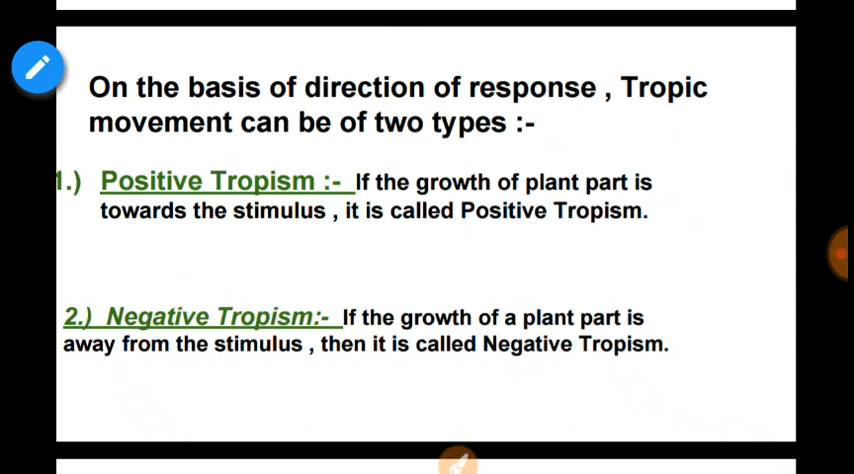 On the basis of direction of response , Tropic
movement can be of two types :-
1.) Positive Tropism :- If the growth of plant part is
towards the stimulus , it is called Positive Tropism.
2.) Negative Tropism:- If the growth of a plant part is
away from the stimulus , then it is called Negative Tropism.